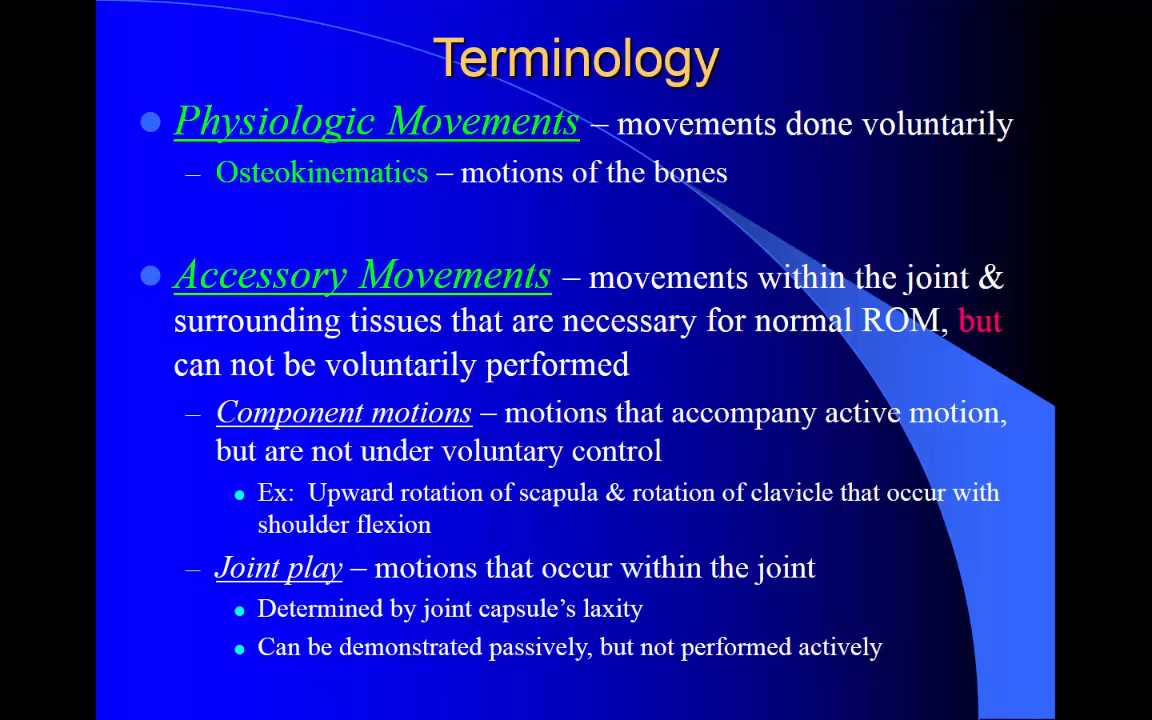 Terminology
Physiologic Movements – movements done voluntarily
– Osteokinematics – motions of the bones
Accessory Movements – movements within the joint &
surrounding tissues that are necessary for normal ROM, but
can not be voluntarily performed
– Component motions – motions that accompany active motion,
but are not under voluntary control
Ex: Upward rotation of scapula & rotation of clavicle that occur with
shoulder flexion
– Joint play – motions that occur within the joint
Determined by joint capsule’s laxity
Can be demonstrated passively, but not performed actively